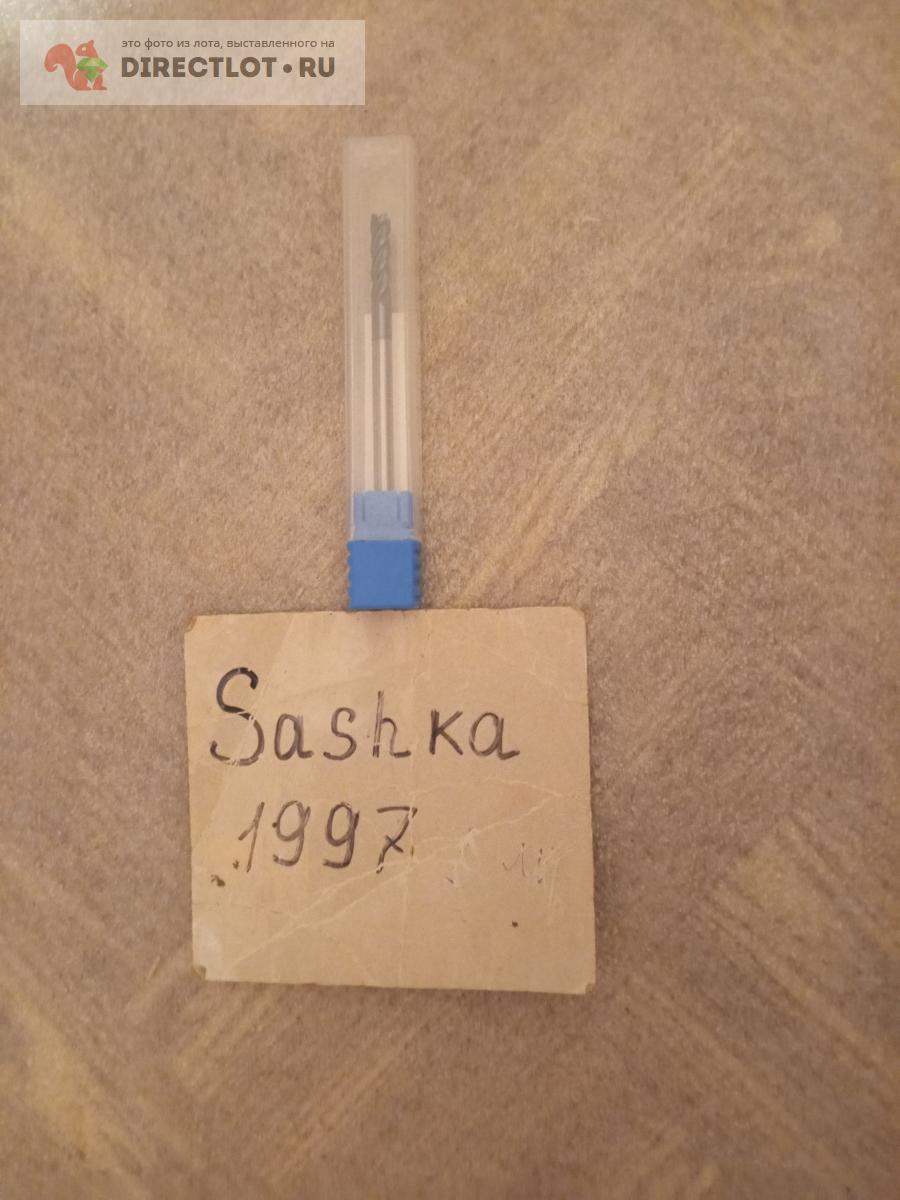 это фото из лота, выставленного на
DIRECTLOT•RU
Sashka
1997